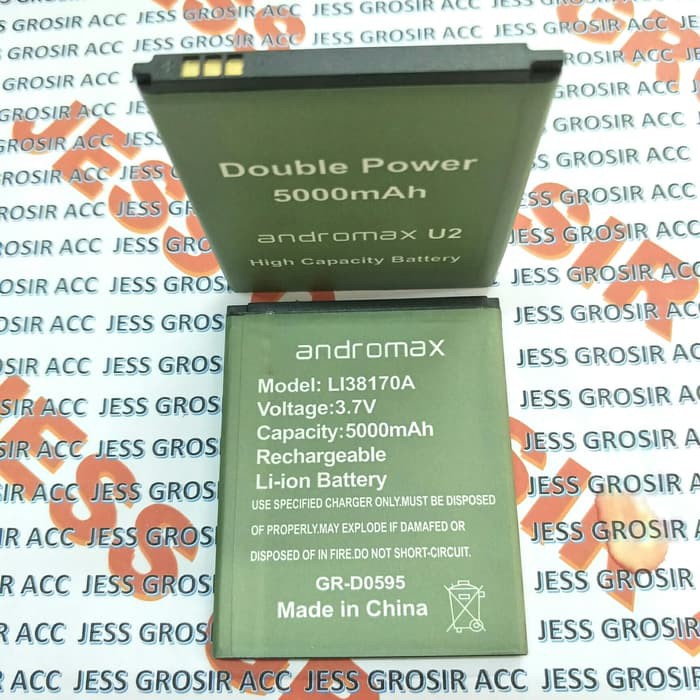 JESS GROSIR ACC
Double Power
5000mAh
andromax U2
High Capacity Battery
andromax
Model: LI38170A
Voltage:3.7V
Capacity:5000mAh
Rechargeable
Li-ion Battery
USE SPECIFIED CHARGER ONLY.MUST BE DISPOSED
OF PROPERLY.MAY EXPLODE IF DAMAFED OR
DISPOSED OF IN FIRE.DO NOT SHORT-CIRCUIT.
GR-D0595
Made in China